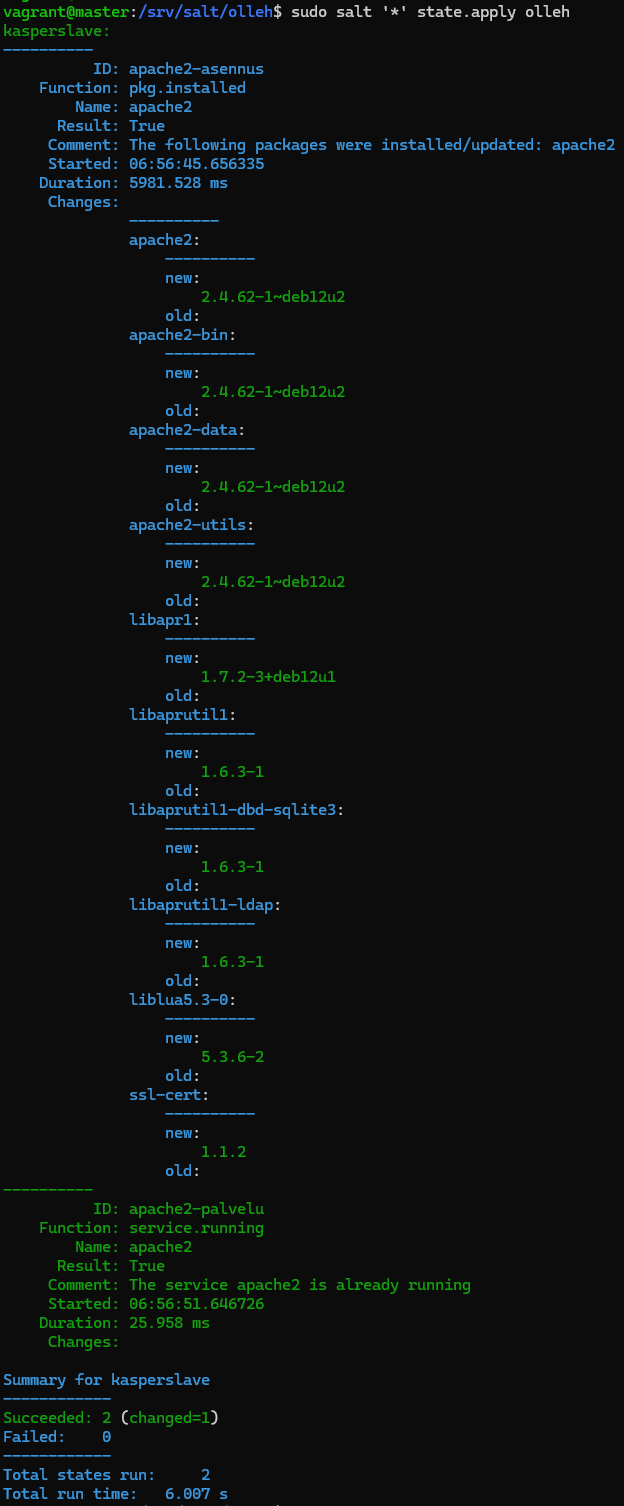 vagrant@master:/srv/salt/olleh$ sudo salt '*' state.apply olleh
kasperslave:
----------
          ID: apache2-asennus
    Function: pkg.installed
        Name: apache2
      Result: True
     Comment: The following packages were installed/updated: apache2
     Started: 06:56:45.656335
    Duration: 5981.528 ms
     Changes:
              ----------
              apache2:
                  ----------
                  new:
                      2.4.62-1~deb12u2
                  old:
              apache2-bin:
                  ----------
                  new:
                      2.4.62-1~deb12u2
                  old:
              apache2-data:
                  ----------
                  new:
                      2.4.62-1~deb12u2
                  old:
              apache2-utils:
                  ----------
                  new:
                      2.4.62-1~deb12u2
                  old:
              libapr1:
                  ----------
                  new:
                      1.7.2-3+deb12u1
                  old:
              libaprutil1:
                  ----------
                  new:
                      1.6.3-1
                  old:
              libaprutil1-dbd-sqlite3:
                  ----------
                  new:
                      1.6.3-1
                  old:
              libaprutil1-ldap:
                  ----------
                  new:
                      1.6.3-1
                  old:
              liblua5.3-0:
                  ----------
                  new:
                      5.3.6-2
                  old:
              ssl-cert:
                  ----------
                  new:
                      1.1.2
                  old:
----------
          ID: apache2-palvelu
    Function: service.running
        Name: apache2
      Result: True
     Comment: The service apache2 is already running
     Started: 06:56:51.646726
    Duration: 25.958 ms
     Changes:

Summary for kasperslave
------------
Succeeded: 2 (changed=1)
Failed:    0
------------
Total states run:     2
Total run time:   6.007 s